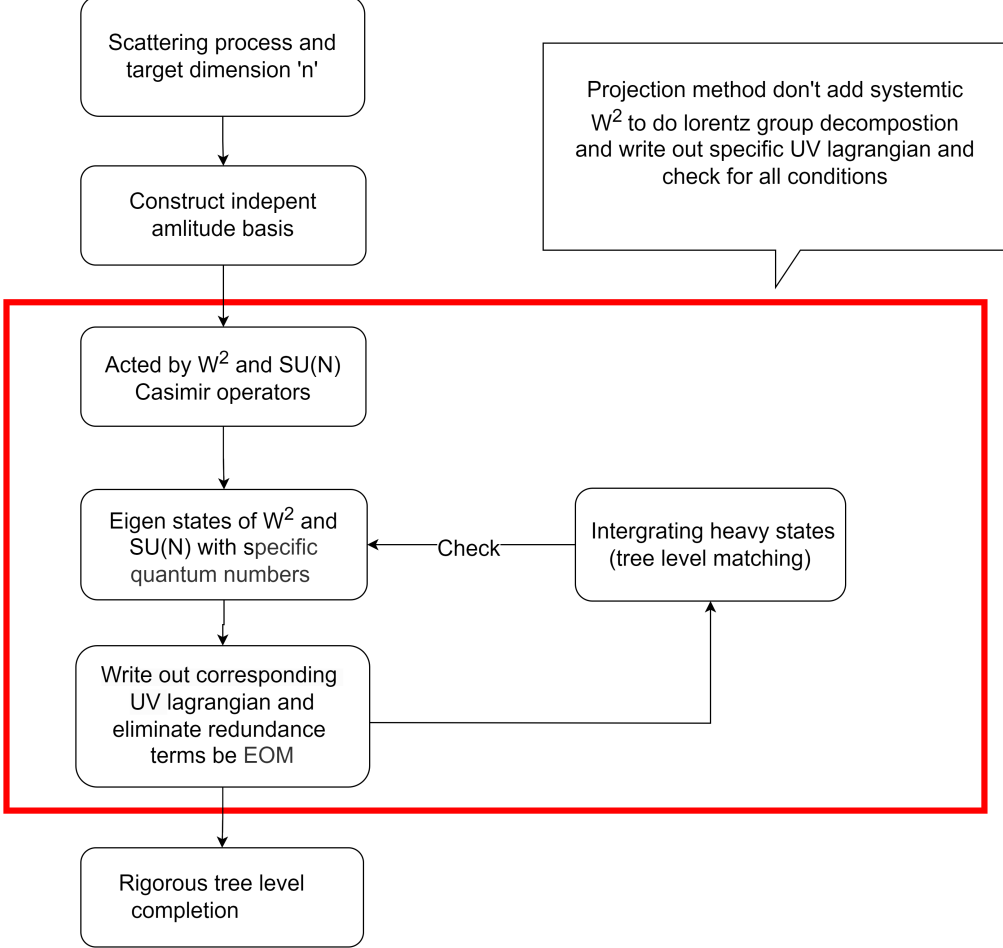 Scattering process and
target dimension 'n'
Projection method don't add systemtic
W² to do lorentz group decompostion
and write out specific UV lagrangian and
check for all conditions
Construct indepent
amlitude basis
Acted by W² and SU(N)
Casimir operators
Eigen states of W² and
SU(N) with specific
quantum numbers
Check
Intergrating heavy states
(tree level matching)
Write out corresponding
UV lagrangian and
eliminate redundance
terms be EOM
Rigorous tree level
completion